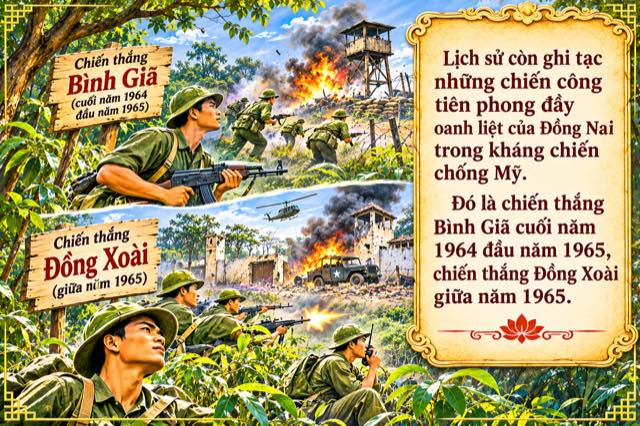 Chiến thắng
Bình Giã
(cuối năm 1964
đầu năm 1965)
Chiến thắng
Đồng Xoài
(giữa năm 1965)
Lịch sử còn ghi tạc
những chiến công
tiên phong đầy
oanh liệt của Đồng Nai
trong kháng chiến
chống Mỹ.
Đó là chiến thắng
Bình Giã cuối năm
1964 đầu năm 1965,
chiến thắng Đồng Xoài
giữa năm 1965.